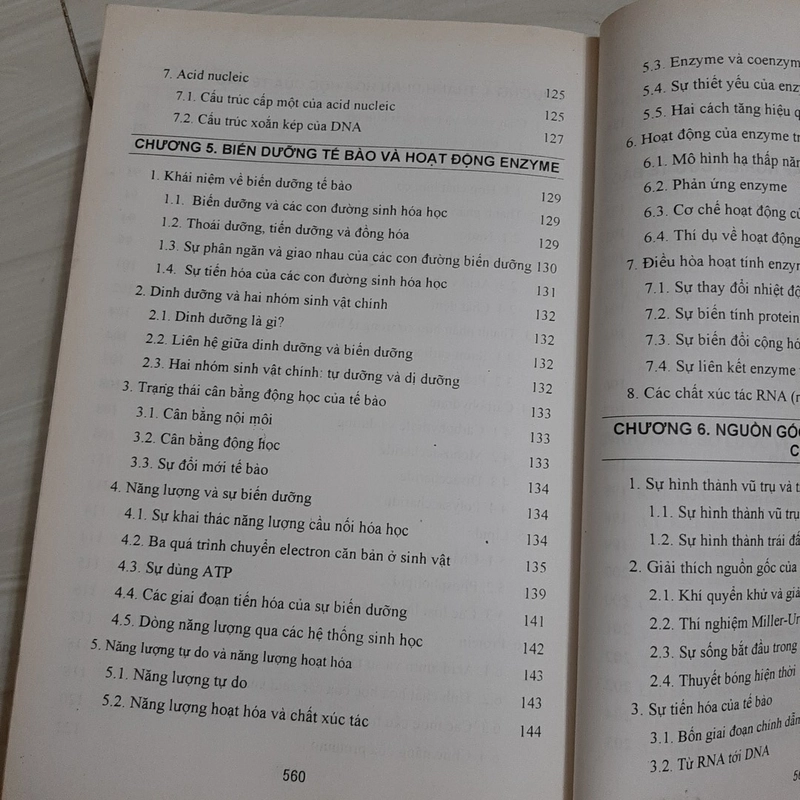 7. Acid nucleic 125
7.1. Cấu trúc cấp một của acid nucleic 125
7.2. Cấu trúc xoắn kép của DNA 127
CHƯƠNG 5. BIẾN DƯỠNG TẾ BÀO VÀ HOẠT ĐỘNG ENZYME
1. Khái niệm về biến dưỡng tế bào 129
1.1. Biến dưỡng và các con đường sinh hóa học 129
1.2. Thoái dưỡng, tiến dưỡng và đồng hóa 129
1.3. Sự phân ngăn và giao nhau của các con đường biến dưỡng 130
1.4. Sự tiến hóa của các con đường sinh hóa học 131
2. Dinh dưỡng và hai nhóm sinh vật chính 132
2.1. Dinh dưỡng là gì? 132
2.2. Liên hệ giữa dinh dưỡng và biến dưỡng 132
2.3. Hai nhóm sinh vật chính: tự dưỡng và dị dưỡng 132
3. Trạng thái cân bằng động học của tế bào 133
3.1. Cân bằng nội môi 133
3.2. Cân bằng động học 133
3.3. Sự đổi mới tế bào 133
4. Năng lượng và sự biến dưỡng 134
4.1. Sự khai thác năng lượng cầu nối hóa học 134
4.2. Ba quá trình chuyển electron căn bản ở sinh vật 134
4.3. Sự dùng ATP 135
4.4. Các giai đoạn tiến hóa của sự biến dưỡng 139
4.5. Dòng năng lượng qua các hệ thống sinh học 141
5. Năng lượng tự do và năng lượng hoạt hóa 142
5.1. Năng lượng tự do 143
5.2. Năng lượng hoạt hóa và chất xúc tác 143
144
560
5.3. Enzyme và coenzym
5.4. Sự thiết yếu của enz
5.5. Hai cách tăng hiệu q
6. Hoạt động của enzyme tr
6.1. Mô hình hạ thấp năn
6.2. Phản ứng enzyme
6.3. Cơ chế hoạt động củ
6.4. Thí dụ về hoạt động
7. Điều hòa hoạt tính enzym
7.1. Sự thay đổi nhiệt độ
7.2. Sự biến tính protein
7.3. Sự biến đổi cộng hó
7.4. Sự liên kết enzyme
8. Các chất xúc tác RNA (r
CHƯƠNG 6. NGUỒN GỐC
C
1. Sự hình thành vũ trụ và t
1.1. Sự hình thành vũ trụ
1.2. Sự hình thành trái đấ
2. Giải thích nguồn gốc của
2.1. Khí quyển khử và giả
2.2. Thí nghiệm Miller-Ur
2.3. Sự sống bắt đầu trong
2.4. Thuyết bóng hiện thời
3. Sự tiến hóa của tế bào
3.1. Bốn giai đoạn chính dẫn
3.2. Từ RNA tới DNA